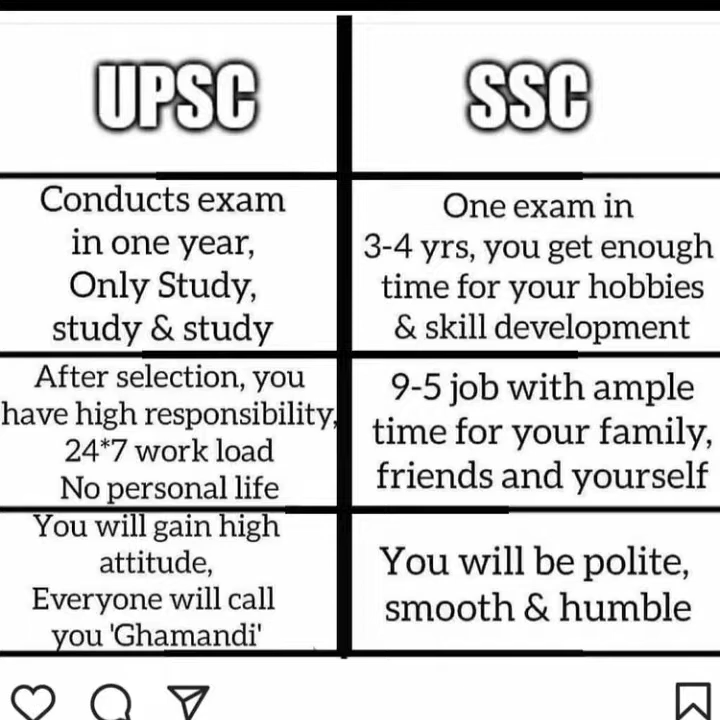 UPSC
SSC
Conducts exam
in one year,
Only Study,
study & study
One exam in
3-4 yrs, you get enough
time for your hobbies
& skill development
After selection, you
have high responsibility,
24*7 work load
No personal life
9-5 job with ample
time for your family,
friends and yourself
You will gain high
attitude,
Everyone will call
you 'Ghamandi'
You will be polite,
smooth & humble